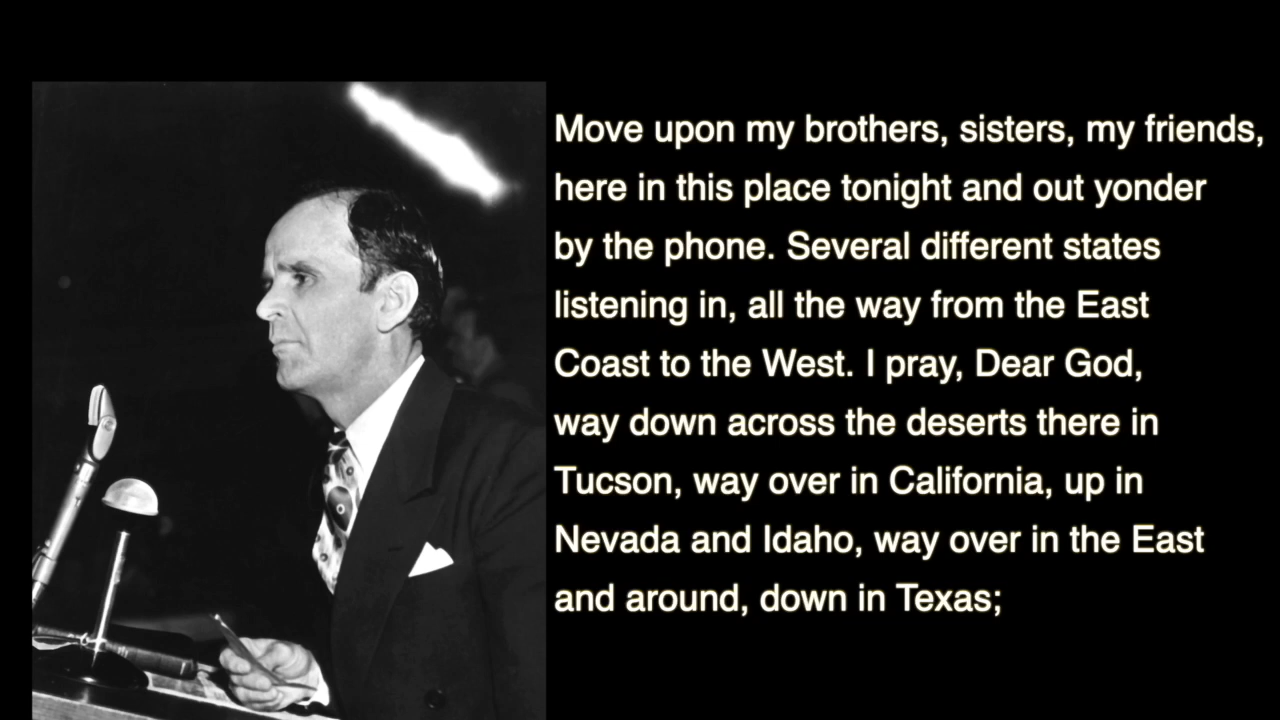 Move upon my brothers, sisters, my friends,
here in this place tonight and out yonder
by the phone. Several different states
listening in, all the way from the East
Coast to the West. I pray, Dear God,
way down across the deserts there in
Tucson, way over in California, up in
Nevada and Idaho, way over in the East
and around, down in Texas;